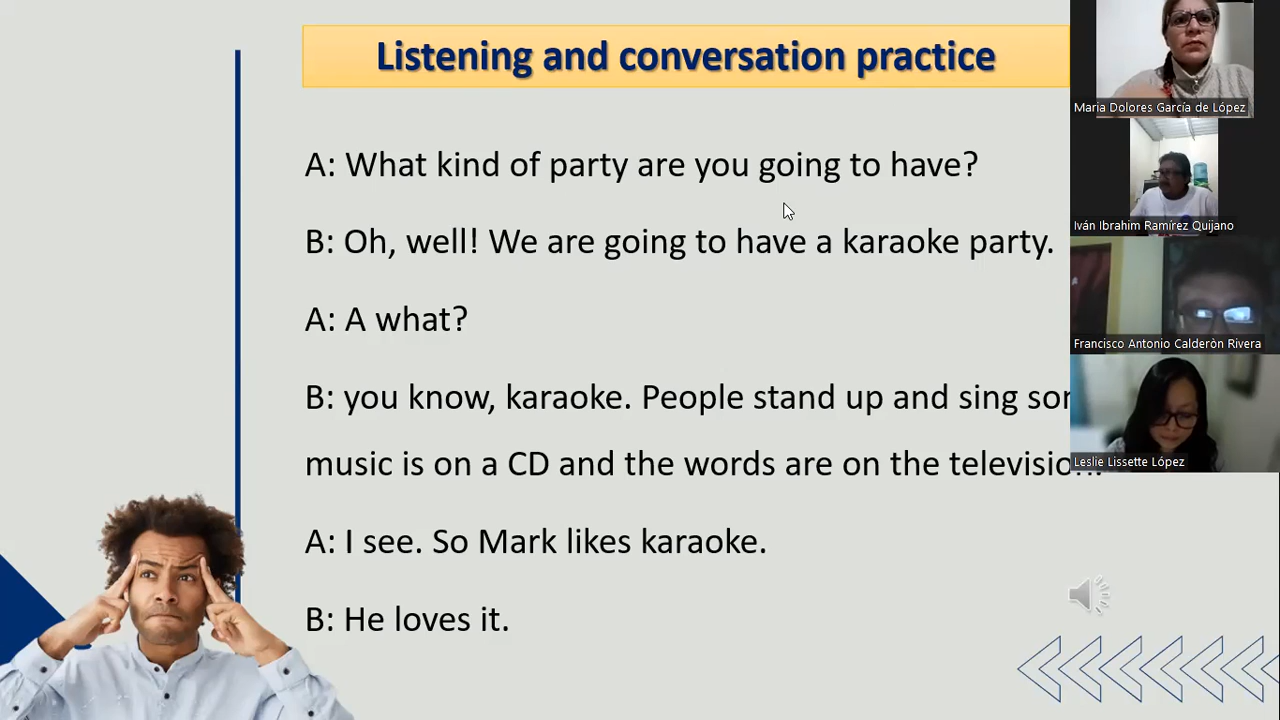 Listening and conversation practice
A: What kind of party are you going to have?
B: Oh, well! We are going to have a karaoke party.
A: A what?
B: you know, karaoke. People stand up and sing
music is on a CD and the words are on the
A: I see. So Mark likes karaoke.
B: He loves it.
Maria Dolores García de López
Iván Ibrahim Ramírez Quijano
Francisco Antonio Calderòn Rivera
Leslie Lissette López